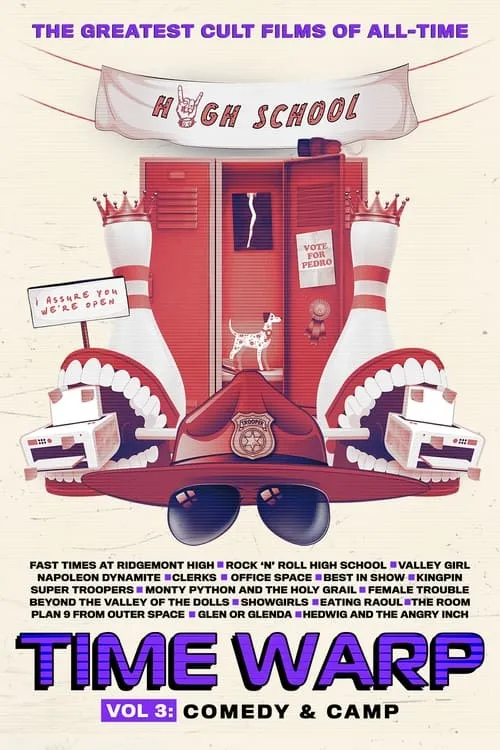 THE GREATEST CULT FILMS OF ALL-TIME
H GH SCHOOL
VOTE
FOR
PEDRO
I ASSURE YOU
WE'RE OPEN
TROOPER
FAST TIMES AT RIDGEMONT HIGH ■ ROCK 'N' ROLL HIGH SCHOOL ■ VALLEY GIRL
NAPOLEON DYNAMITE ■ CLERKS ■ OFFICE SPACE ■ BEST IN SHOW ■ KINGPIN
SUPER TROOPERS ■ MONTY PYTHON AND THE HOLY GRAIL ■ FEMALE TROUBLE
BEYOND THE VALLEY OF THE DOLLS ■ SHOWGIRLS ■ EATING RAOUL ■ THE ROOM
PLAN 9 FROM OUTER SPACE ■ GLEN OR GLENDA ■ HEDWIG AND THE ANGRY INCH
TIME WARP
VOL 3: COMEDY & CAMP